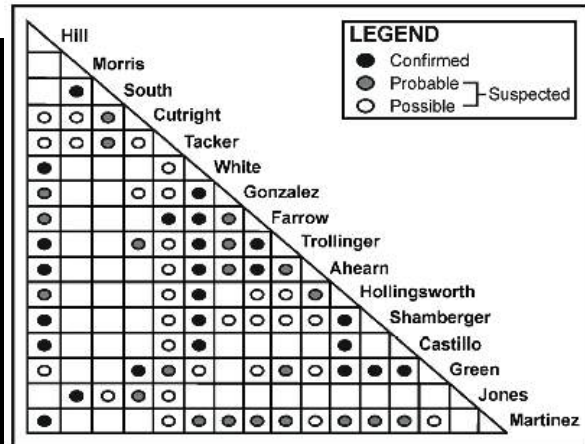 Hill
Morris
South
Cutright
Tacker
White
Gonzalez
Farrow
Trollinger
Ahearn
Hollingsworth
Shamberger
Castillo
Green
Jones
Martinez
LEGEND
Confirmed
Probable
Suspected
Possible